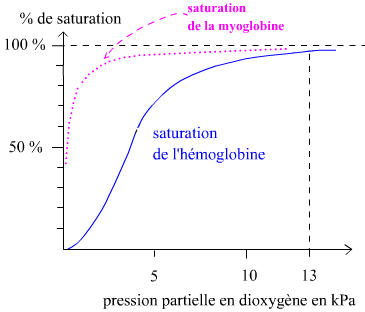 % de saturation
saturation
de la myoglobine
100 %
saturation
de l'hémoglobine
50 %
5
10
13
pression partielle en dioxygène en kPa